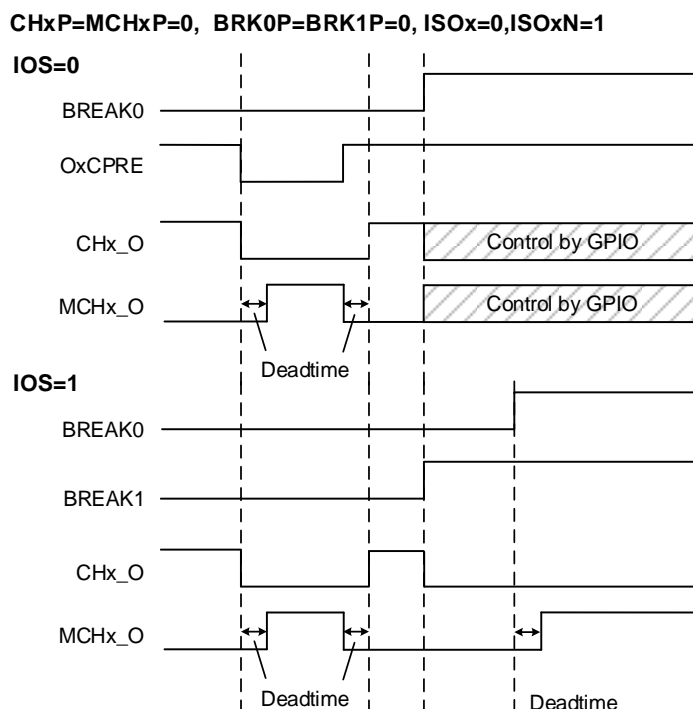 CHxP=MCHxP=0, BRK0P=BRK1P=0, ISOx=0,ISOxN=1
IOS=0
BREAK0
OxCPRE
CHx_O
Control by GPIO
MCHx_O
Control by GPIO
Deadtime
IOS=1
BREAK0
BREAK1
CHx_O
MCHx_O
Deadtime
Deadtime